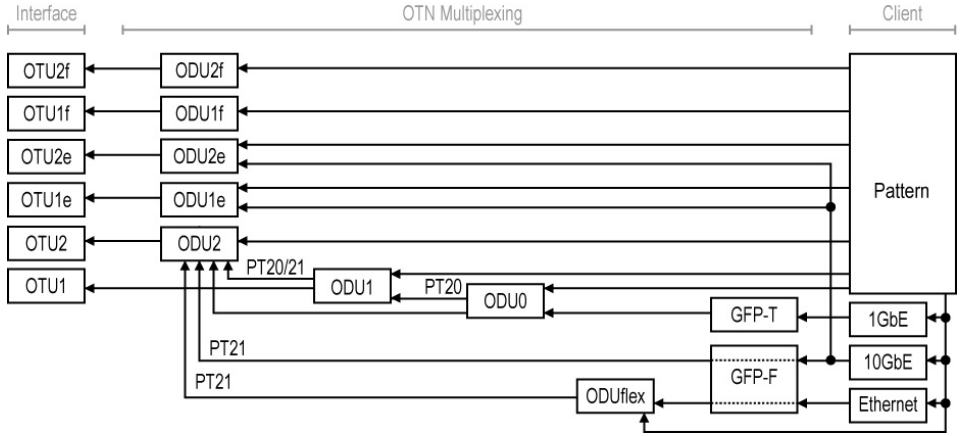 Interface OTN Multiplexing Client
OTU2f ODU2f
OTU1f ODU1f
OTU2e ODU2e
OTU1e ODU1e Pattern
OTU2 ODU2
PT20/21
OTU1 ODU1 PT20
ODU0
GFP-T 1GbE
PT21 10GbE
GFP-F
PT21
ODUflex Ethernet